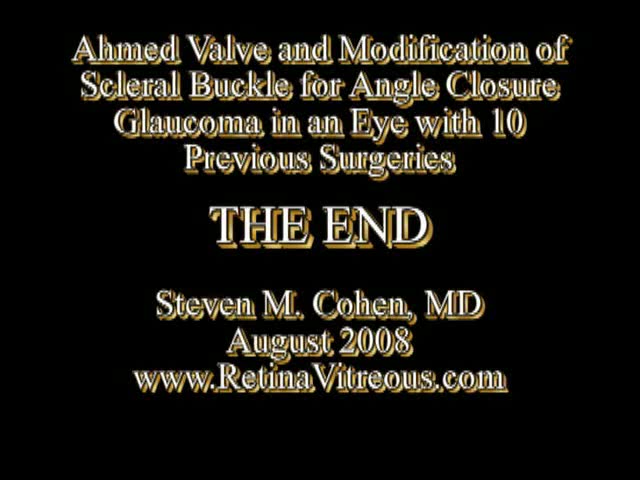 Ahmed Valve and Modification of
Scleral Buckle for Angle Closure
Glaucoma in an Eye with 10
Previous Surgeries
THE END
Steven M. Cohen, MD
August 2008
www.RetinaVitreous.com